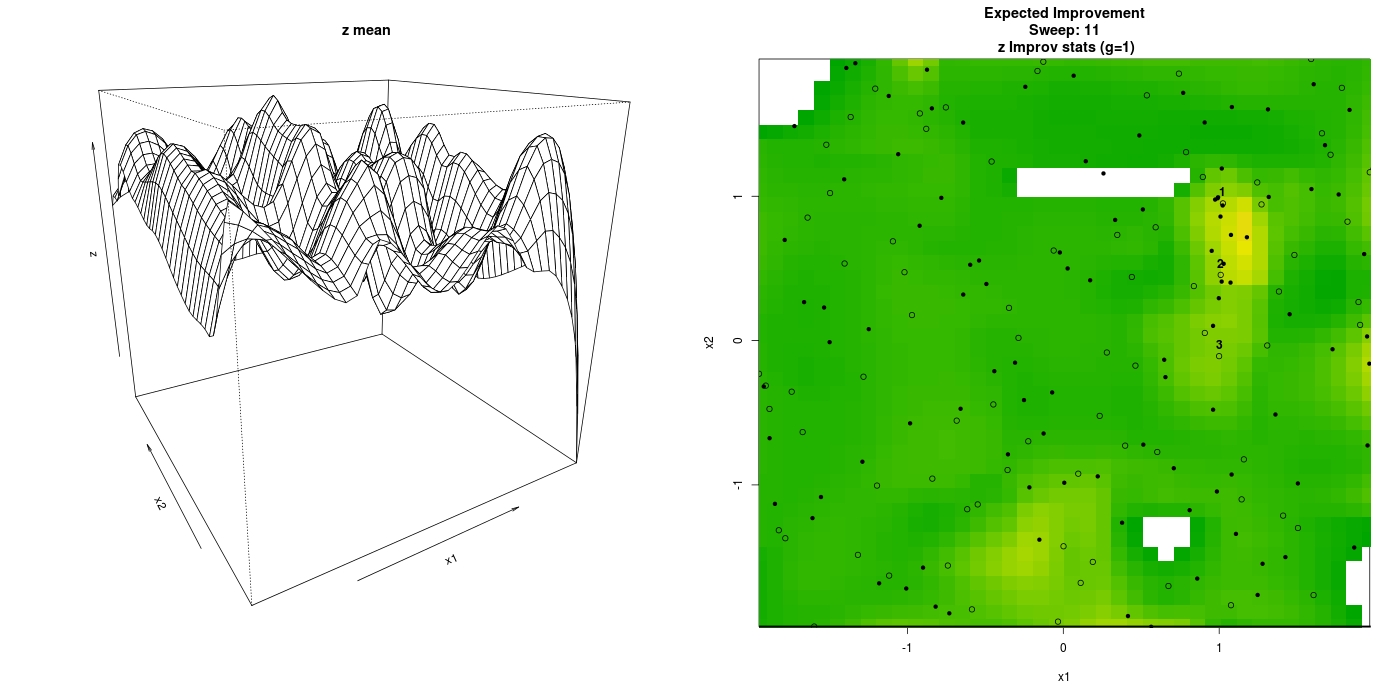 z mean
z
x2
x1
Expected Improvement
Sweep: 11
z Improv stats (g=1)
x2
1
0
-1
1
2
3
-1
0
1
x1